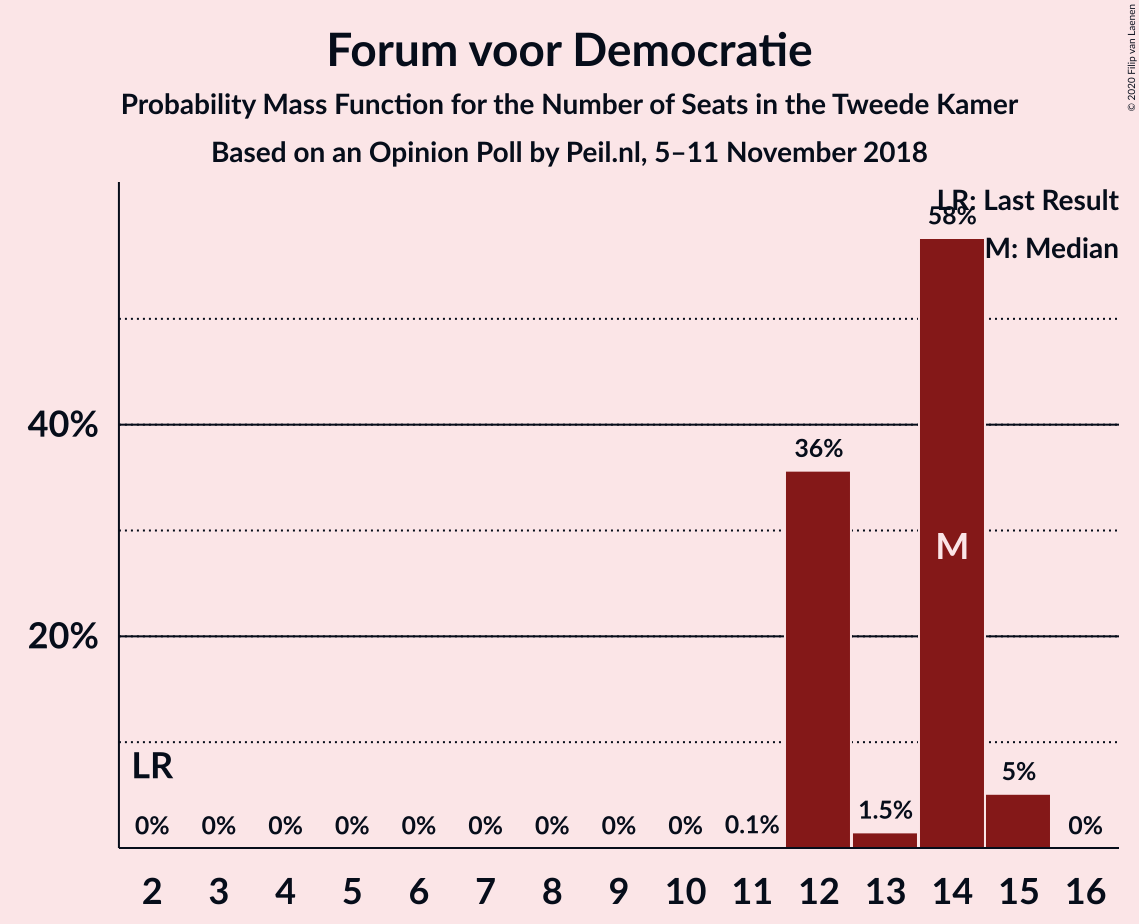 Forum voor Democratie
Probability Mass Function for the Number of Seats in the Tweede Kamer
Based on an Opinion Poll by Peil.nl, 5–11 November 2018
© 2020 Filip van Laenen
LR: Last Result
M: Median
58%
40%
36%
M
20%
LR
0% 0% 0% 0% 0% 0% 0% 0% 0% 0.1% 1.5% 5% 0%
2 3 4 5 6 7 8 9 10 11 12 13 14 15 16